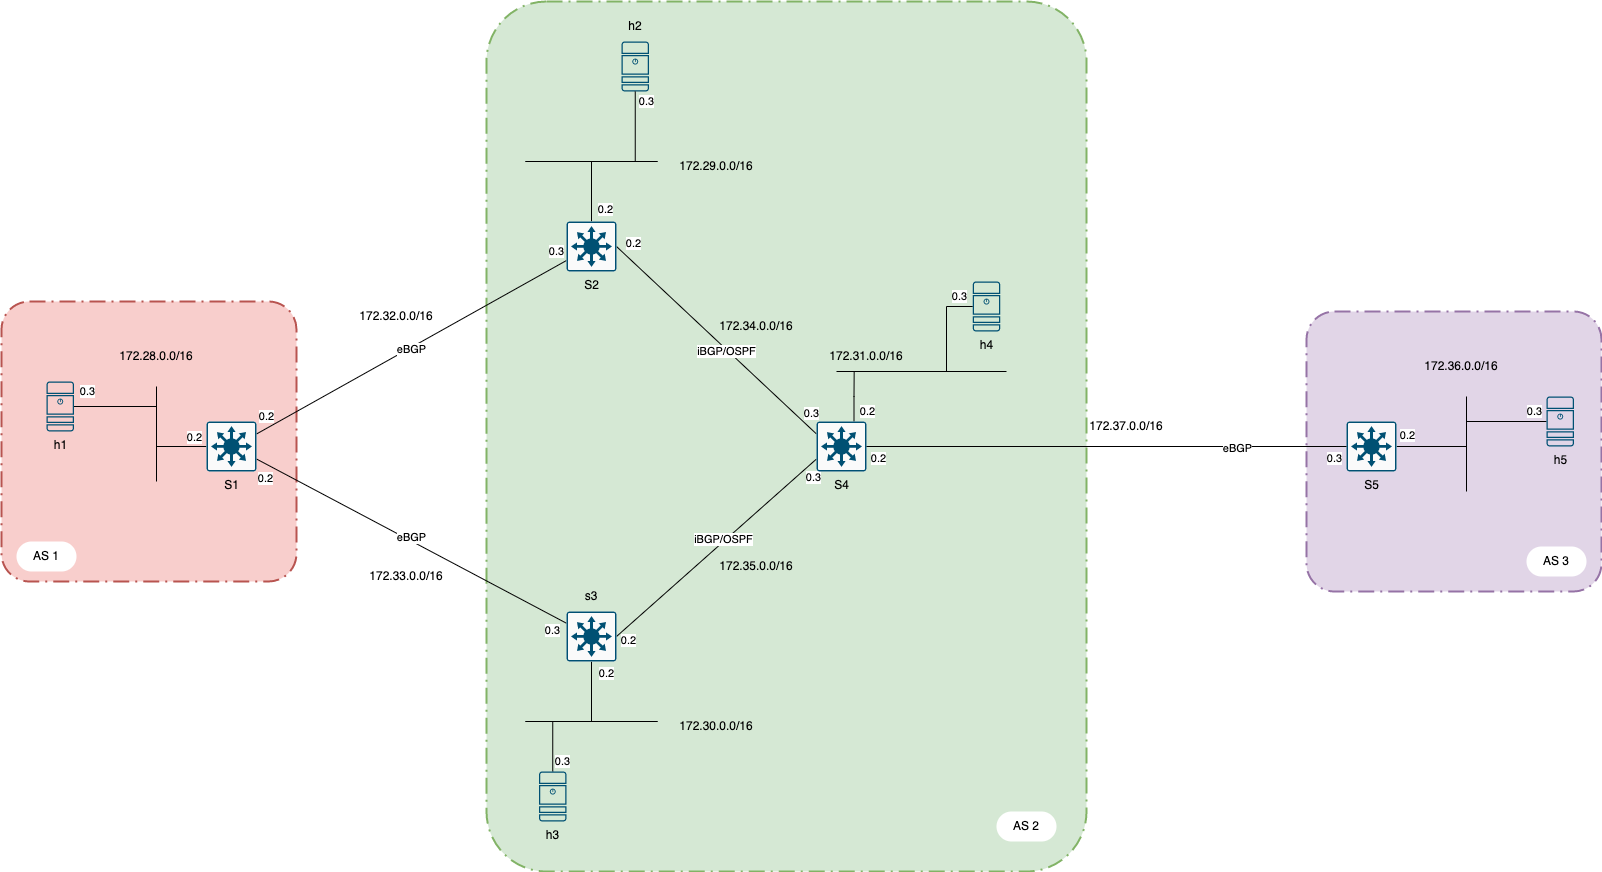 h2
0.3
172.29.0.0/16
0.2
0.3
0.2
S2
172.32.0.0/16
eBGP
172.34.0.0/16
iBGP/OSPF
0.3
h4
172.31.0.0/16
0.3
0.2
172.28.0.0/16
0.3
h1
0.2
0.2
S1
0.2
AS 1
172.37.0.0/16
eBGP
0.2
0.3
S4
172.36.0.0/16
0.3
h5
0.2
0.3
S5
AS 3
eBGP
172.33.0.0/16
iBGP/OSPF
172.35.0.0/16
s3
0.3
0.2
0.2
172.30.0.0/16
0.3
h3
AS 2